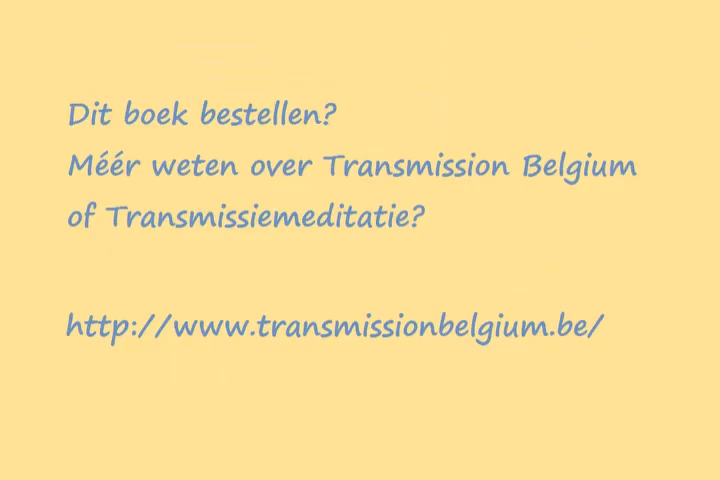 Dit boek bestellen?
Méér weten over Transmission Belgium
of Transmissiemeditatie?
http://www.transmissionbelgium.be/